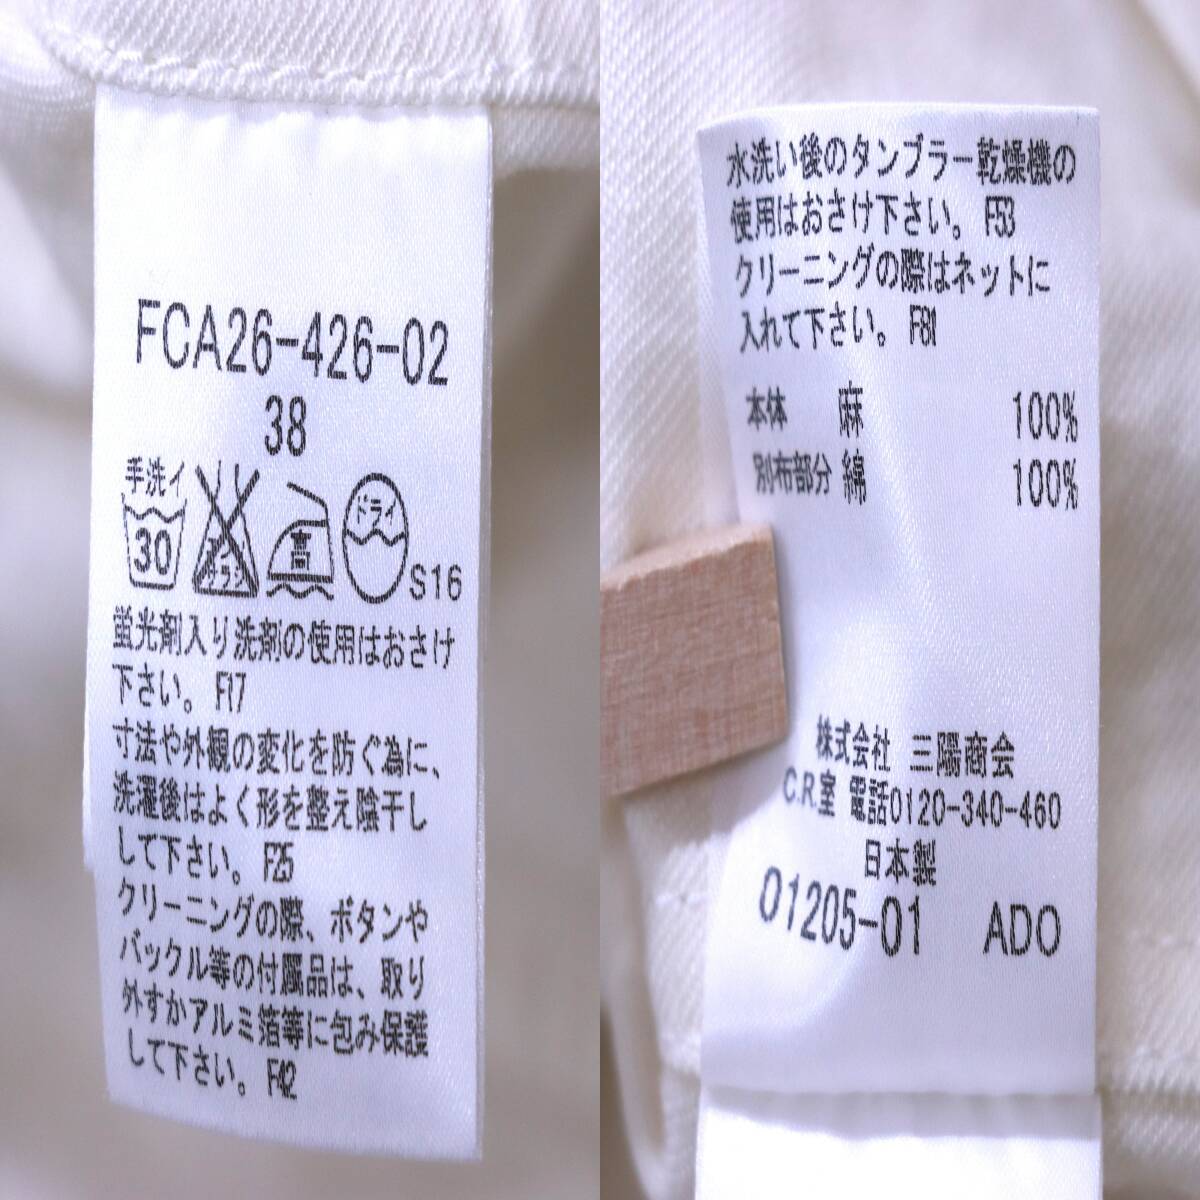 FCA26-426-02
38
手洗イ
30
エンソ
サラシ
高
ドライ
S16
蛍光剤入り洗剤の使用はおさけ
下さい。 F17
寸法や外観の変化を防ぐ為に、
洗濯後はよく形を整え陰干し
して下さい。 F25
クリーニングの際、ボタンや
バックル等の付属品は、取り
外すかアルミ箔等に包み保護
して下さい。 F42
水洗い後のタンブラー乾燥機の
使用はおさけ下さい。 F53
クリーニングの際はネットに
入れて下さい。 F81
本体 麻 100%
別布部分 綿 100%
株式会社 三陽商会
C.R.室 電話0120-340-460
日本製
01205-01 ADO